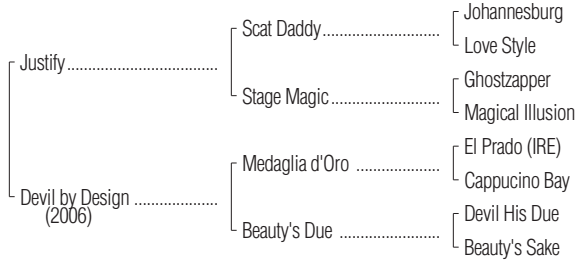 Johannesburg
Scat Daddy
Love Style
Justify
Ghostzapper
Stage Magic
Magical Illusion
El Prado (IRE)
Medaglia d'Oro
Cappucino Bay
Devil by Design
(2006)
Devil His Due
Beauty's Due
Beauty's Sake